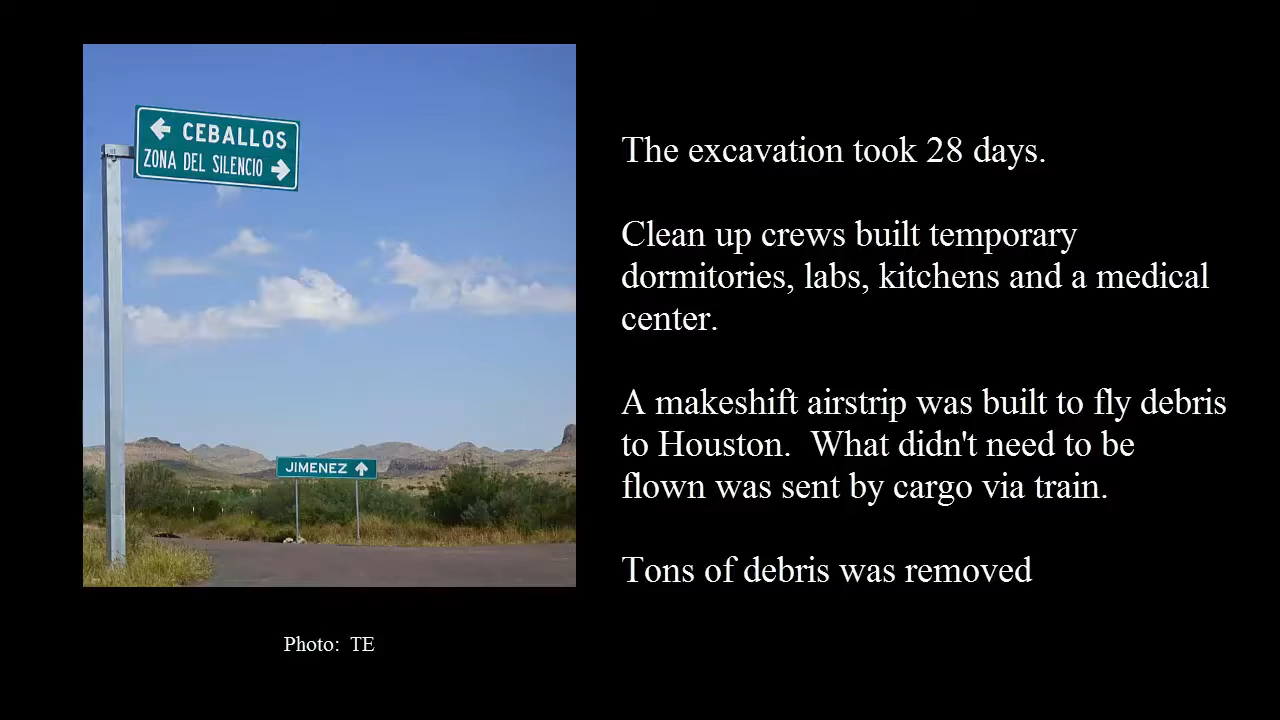 CEBALLOS
ZONA DEL SILENCIO
JIMENEZ
The excavation took 28 days.
Clean up crews built temporary
dormitories, labs, kitchens and a medical
center.
A makeshift airstrip was built to fly debris
to Houston.  What didn't need to be
flown was sent by cargo via train.
Tons of debris was removed
Photo:  TE